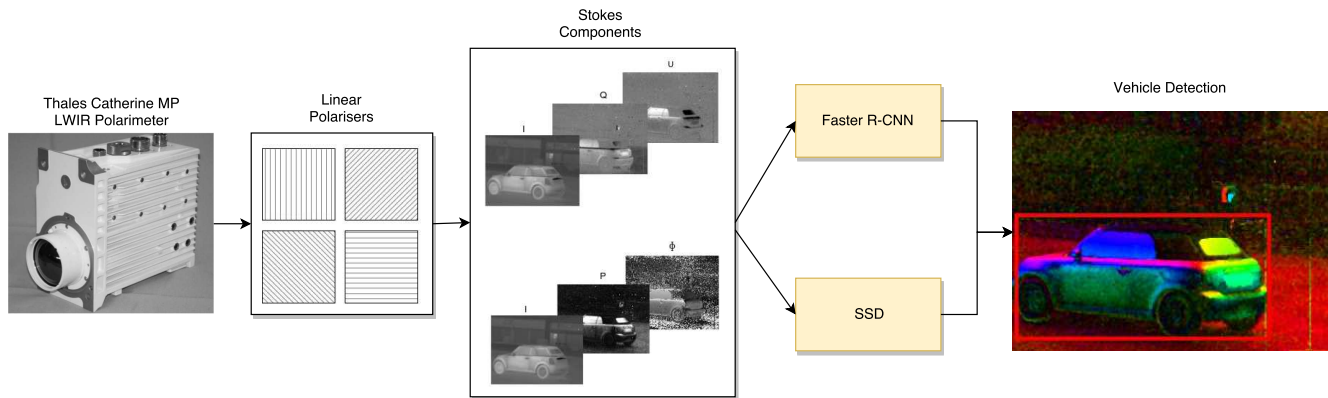 Thales Catherine MP
LWIR Polarimeter
Linear
Polarisers
Stokes
Components
I
Q
U
I
P
Φ
Faster R-CNN
SSD
Vehicle Detection